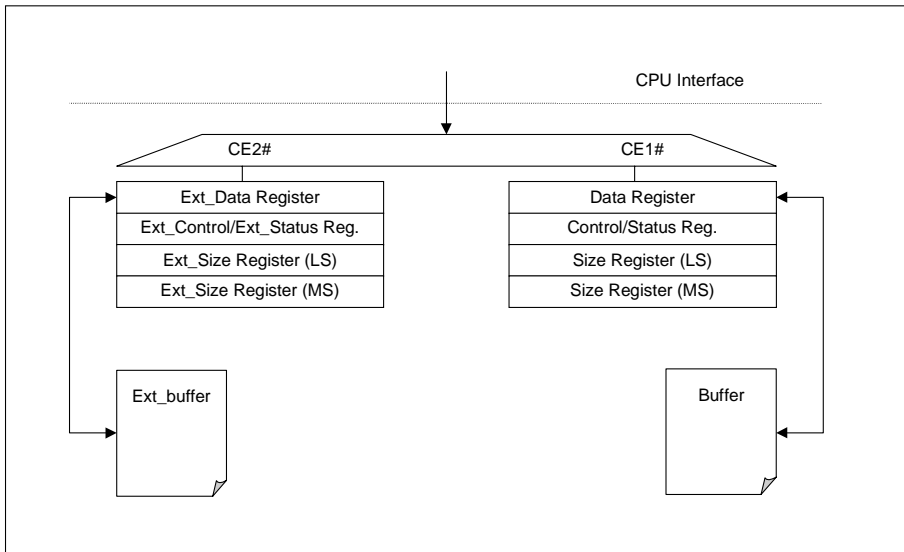 CPU Interface
CE2#
CE1#
Ext_Data Register
Ext_Control/Ext_Status Reg.
Ext_Size Register (LS)
Ext_Size Register (MS)
Data Register
Control/Status Reg.
Size Register (LS)
Size Register (MS)
Ext_buffer
Buffer